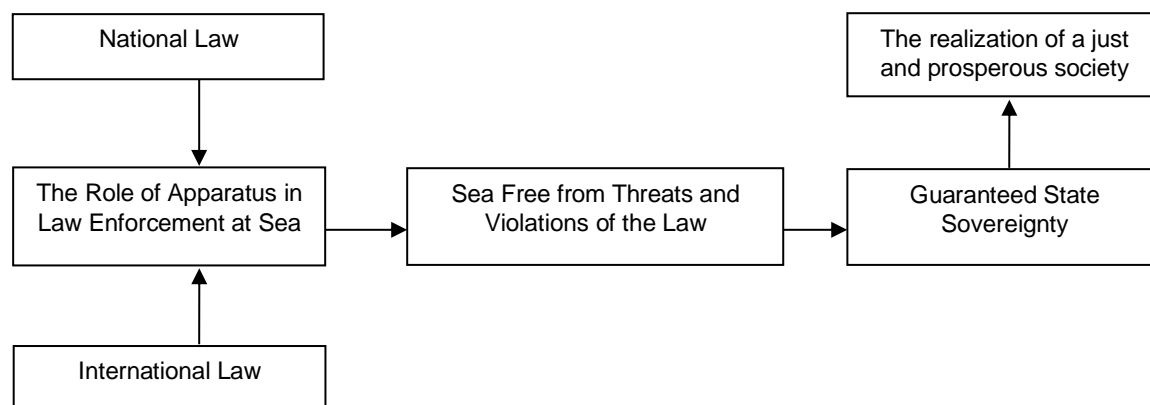 National Law
The realization of a just
and prosperous society
The Role of Apparatus in
Law Enforcement at Sea
Sea Free from Threats and
Violations of the Law
Guaranteed State
Sovereignty
International Law